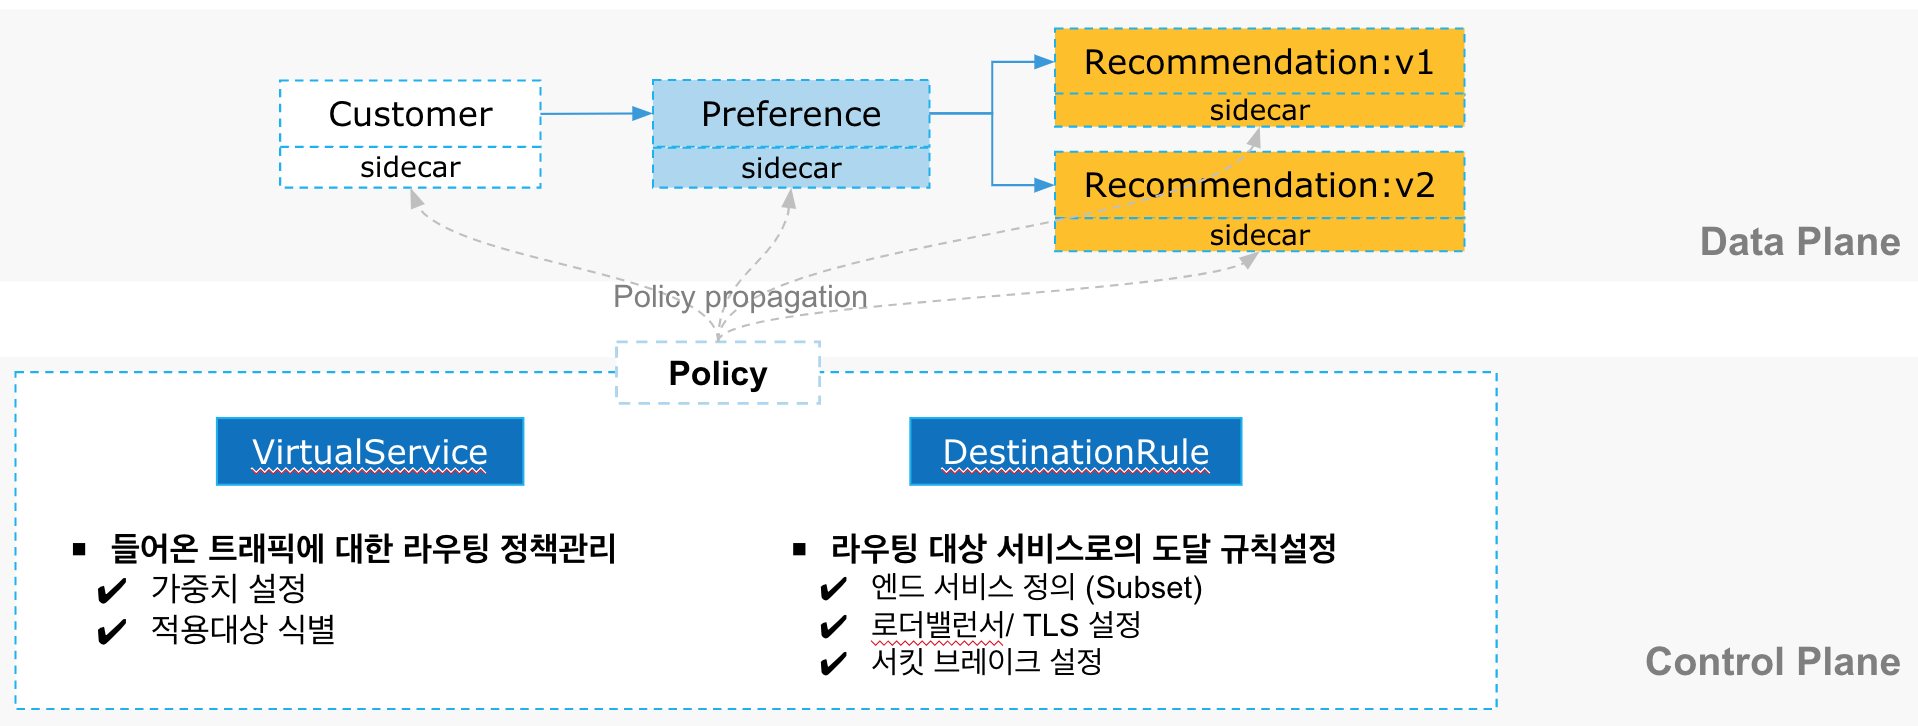 Customer
sidecar
Preference
sidecar
Recommendation:v1
sidecar
Recommendation:v2
sidecar
Data Plane
Policy propagation
Policy
VirtualService
■ 들어온 트래픽에 대한 라우팅 정책관리
✔ 가중치 설정
✔ 적용대상 식별
DestinationRule
■ 라우팅 대상 서비스로의 도달 규칙설정
✔ 엔드 서비스 정의 (Subset)
✔ 로더밸런서/ TLS 설정
✔ 서킷 브레이크 설정
Control Plane